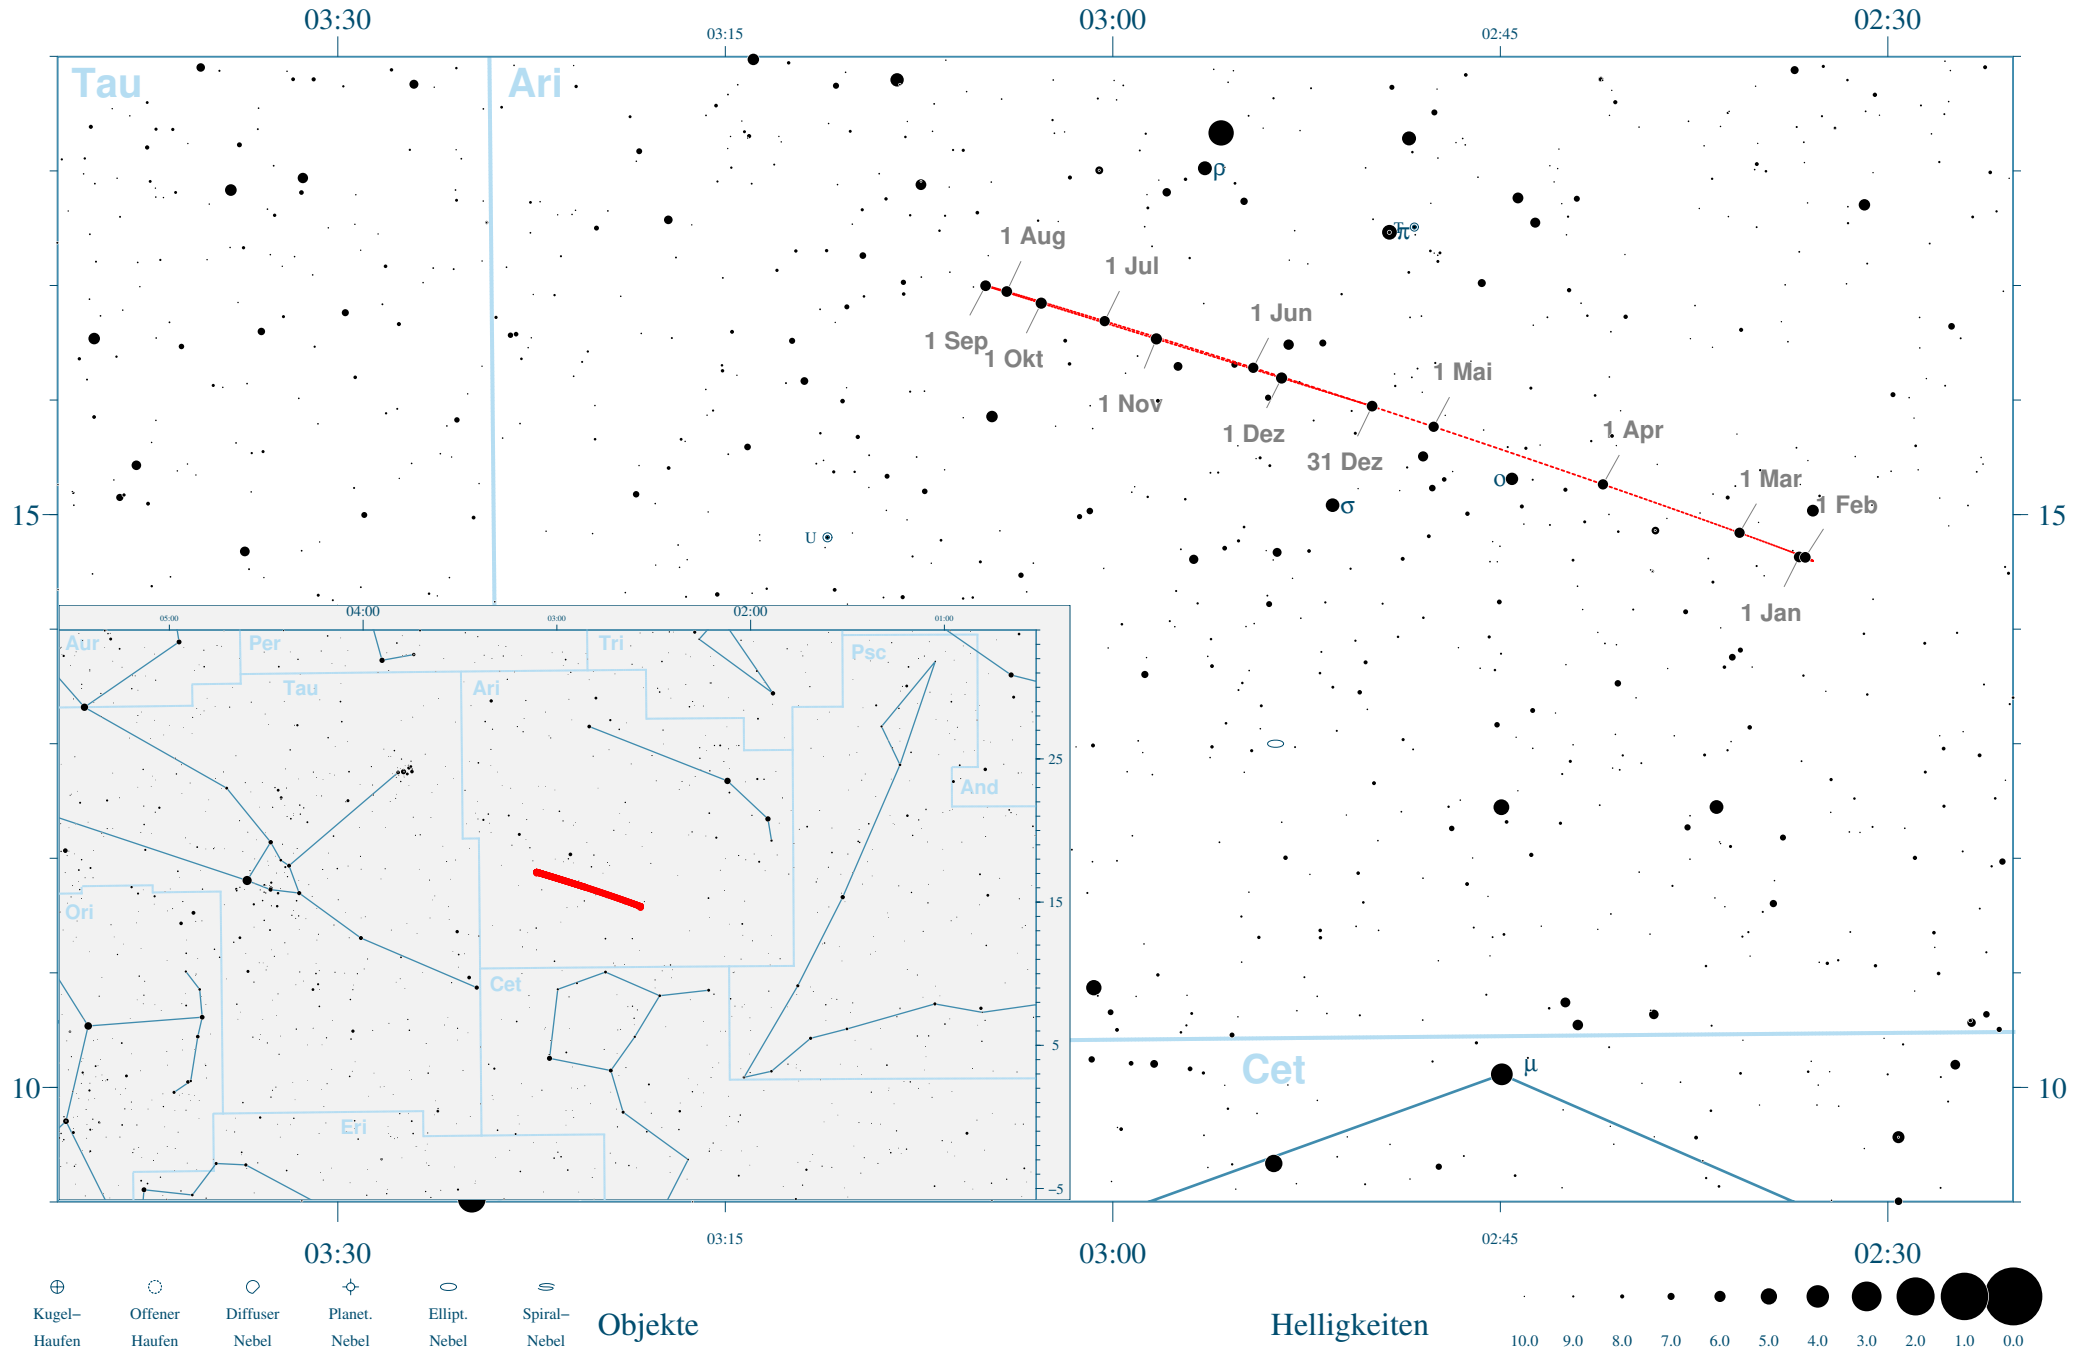 03:30 03:00 02:30
03:15 02:45
Tau Ari
ρ
T π
1 Aug
1 Jul
1 Jun
1 Sep
1 Okt
1 Mai
1 Nov
1 Apr
1 Dez
31 Dez
1 Mar
o
1 Feb
σ
15 15
U
1 Jan
04:00 02:00
05:00 03:00 01:00
Aur Per Tri Psc
Tau Ari
25
And
15
Ori
Cet
5
Cet
μ
10 10
Eri
−5
03:15 02:45
03:30 03:00 02:30
Kugel− Offener Diffuser Planet. Ellipt. Spiral−
Haufen Haufen Nebel Nebel Nebel Nebel
Objekte Helligkeiten
10.0 9.0 8.0 7.0 6.0 5.0 4.0 3.0 2.0 1.0 0.0